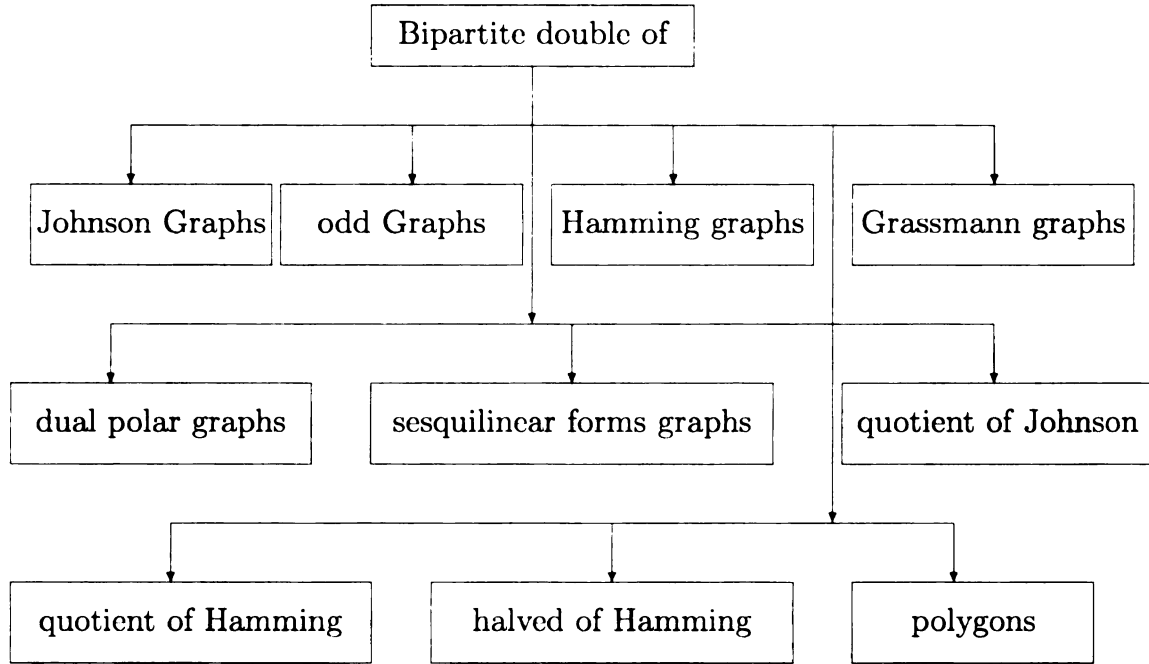 Bipartite double of
Johnson Graphs
odd Graphs
Hamming graphs
Grassmann graphs
dual polar graphs
sesquilinear forms graphs
quotient of Johnson
quotient of Hamming
halved of Hamming
polygons